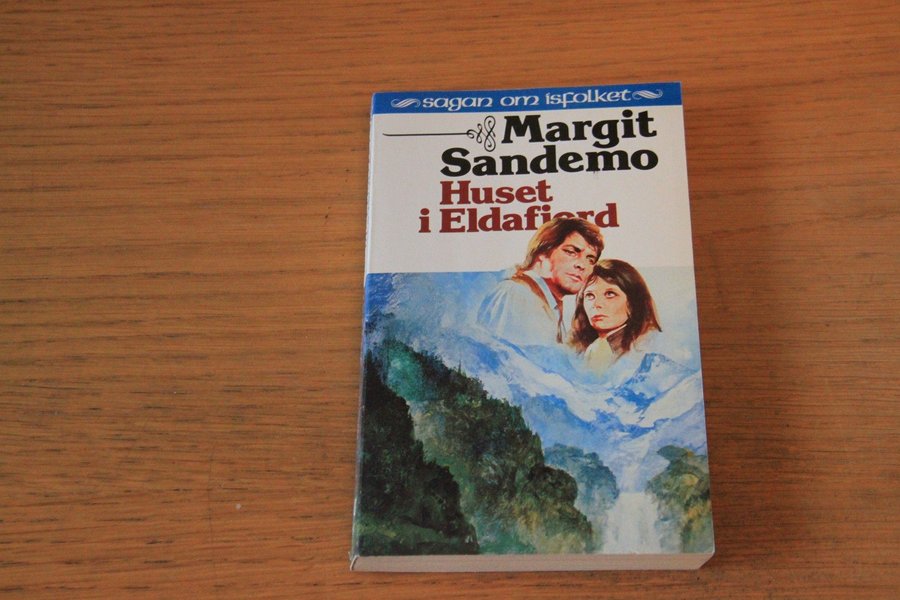 sagan om isfolket
Margit
Sandemo
Huset
i Eldafjord